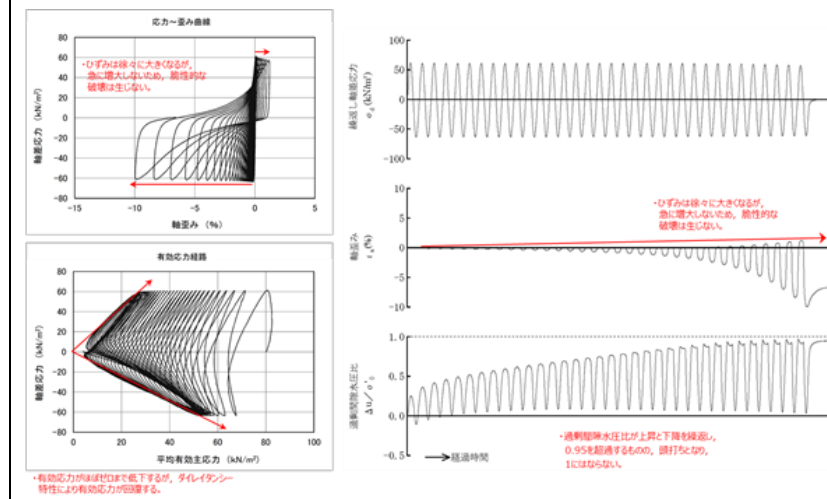 応力～歪み曲線
・ひずみは徐々に大きくなるが，
急に増大しないため，脆性的な
破壊は生じない。
軸差応力 (kN/m²)
80
60
40
20
0
-20
-40
-60
-80
-15
-10
-5
0
5
軸歪み (%)
有効応力経路
軸差応力 (kN/m²)
80
60
40
20
0
-20
-40
-60
-80
0
20
40
60
80
100
平均有効主応力 (kN/m²)
・有効応力がほぼゼロまで低下するが，ダイレイタンシー
特性により有効応力が回復する。
繰返し軸差応力
σd (kN/m²)
100
50
0
-50
-100
軸歪み
εa (%)
10
5
0
-5
-10
・ひずみは徐々に大きくなるが，
急に増大しないため，脆性的な
破壊は生じない。
過剰間隙水圧比
Δu／σ'0
1.0
0.5
0.0
-0.5
経過時間
・過剰間隙水圧比が上昇と下降を繰返し，
0.95を超過するものの，頭打ちとなり，
1にはならない。